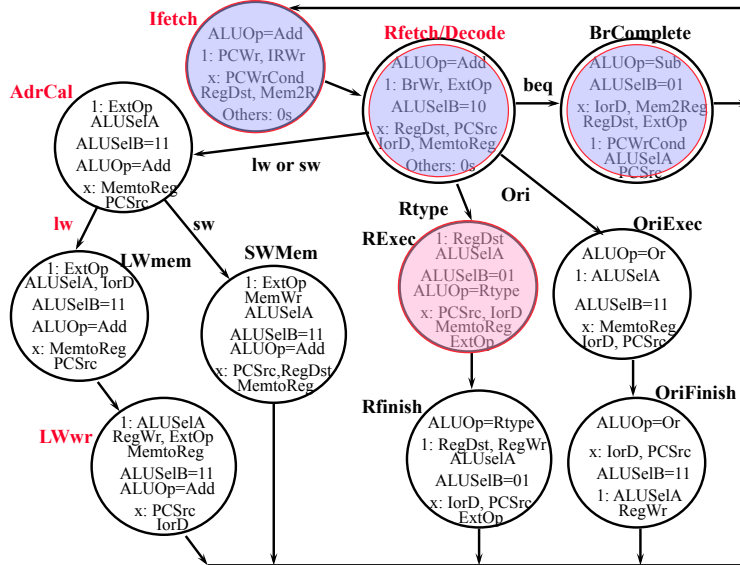 Ifetch
ALUOp=Add
1: PCWr, IRWr
x: PCWrCond
RegDst, Mem2R
Others: 0s
Rfetch/Decode
ALUOp=Add
1: BrWr, ExtOp
ALUSelB=10
x: RegDst, PCSrc
IorD, MemtoReg
Others: 0s
beq
BrComplete
ALUOp=Sub
ALUSelB=01
x: IorD, Mem2Reg
RegDst, ExtOp
1: PCWrCond
ALUSelA
PCSrc
AdrCal
1: ExtOp
ALUSelA
ALUSelB=11
ALUOp=Add
x: MemtoReg
PCSrc
lw or sw
Rtype
Ori
lw
sw
LWmem
1: ExtOp
ALUSelA, IorD
ALUSelB=11
ALUOp=Add
x: MemtoReg
PCSrc
SWMem
1: ExtOp
MemWr
ALUSelA
ALUSelB=11
ALUOp=Add
x: PCSrc,RegDst
MemtoReg
RExec
1: RegDst
ALUSelA
ALUSelB=01
ALUOp=Rtype
x: PCSrc, IorD
MemtoReg
ExtOp
OriExec
ALUOp=Or
1: ALUSelA
ALUSelB=11
x: MemtoReg
IorD, PCSrc
LWwr
1: ALUSelA
RegWr, ExtOp
MemtoReg
ALUSelB=11
ALUOp=Add
x: PCSrc
IorD
Rfinish
ALUOp=Rtype
1: RegDst, RegWr
ALUselA
ALUSelB=01
x: IorD, PCSrc
ExtOp
OriFinish
ALUOp=Or
x: IorD, PCSrc
ALUSelB=11
1: ALUSelA
RegWr